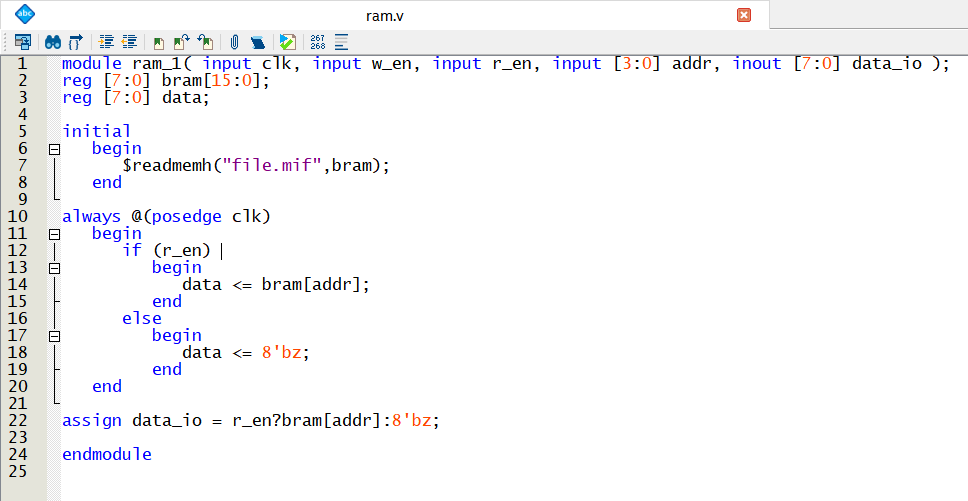 abc
ram.v
267
268
1 module ram_1( input clk, input w_en, input r_en, input [3:0] addr, inout [7:0] data_io );
2 reg [7:0] bram[15:0];
3 reg [7:0] data;
4
5 initial
6 begin
7 $readmemh("file.mif",bram);
8 end
9
10 always @(posedge clk)
11 begin
12 if (r_en)
13 begin
14 data <= bram[addr];
15 end
16 else
17 begin
18 data <= 8'bz;
19 end
20 end
21
22 assign data_io = r_en?bram[addr]:8'bz;
23
24 endmodule
25